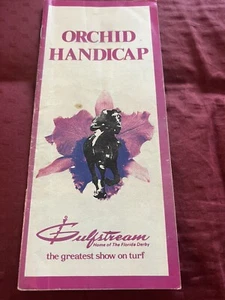 ORCHID
HANDICAP
Gulfstream
Home of The Florida Derby
the greatest show on turf